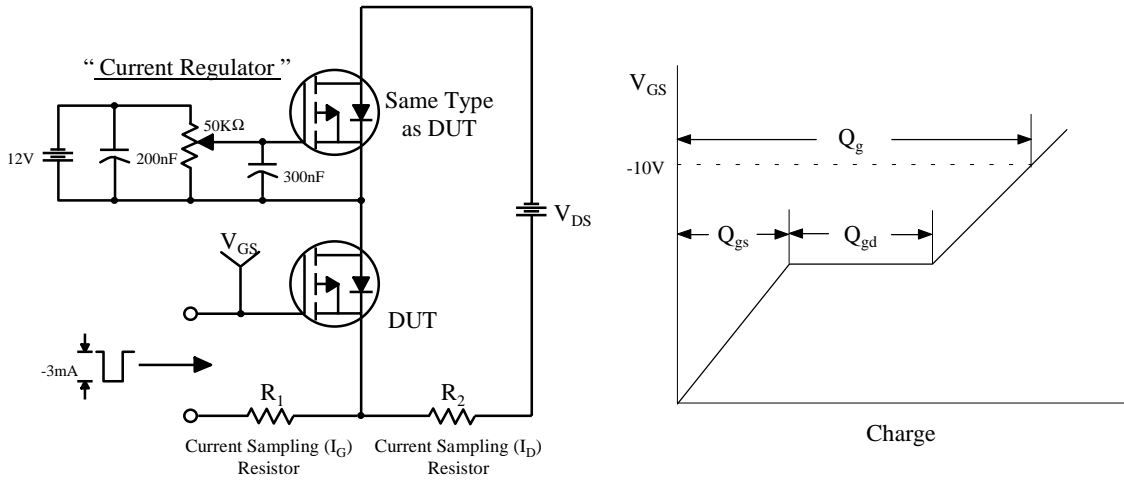 “ Current Regulator ”
12V
200nF
50KΩ
300nF
Same Type
as DUT
V_DS
V_GS
DUT
-3mA
R_1
R_2
Current Sampling (I_G)
Resistor
Current Sampling (I_D)
Resistor
V_GS
-10V
Q_g
Q_gs
Q_gd
Charge